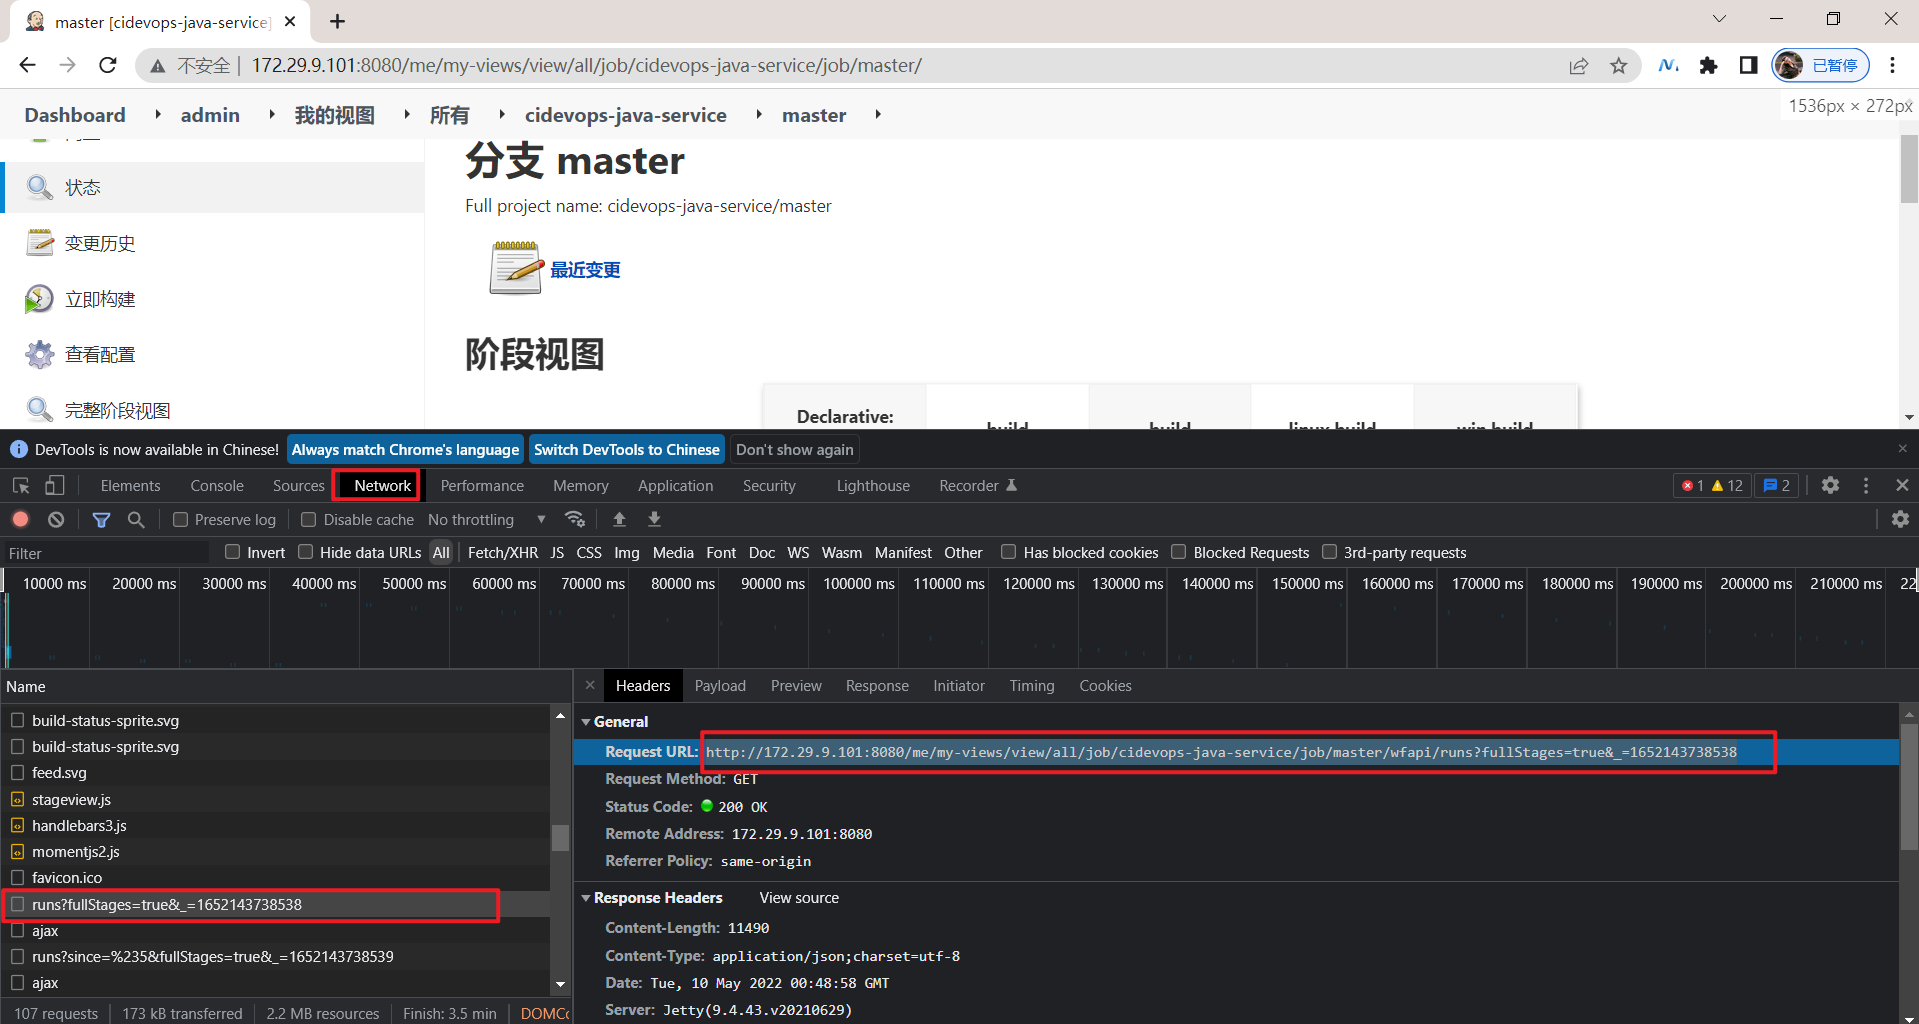 master [cidevops-java-service]
不安全 | 172.29.9.101:8080/me/my-views/view/all/job/cidevops-java-service/job/master/
已暂停
Dashboard admin 我的视图 所有 cidevops-java-service master
1536px × 272px
状态
变更历史
立即构建
查看配置
完整阶段视图
分支 master
Full project name: cidevops-java-service/master
最近变更
阶段视图
Declarative: build build linux build win build
DevTools is now available in Chinese! Always match Chrome's language Switch DevTools to Chinese Don't show again
Elements Console Sources Network Performance Memory Application Security Lighthouse Recorder 1 12 2
Preserve log Disable cache No throttling
Filter Invert Hide data URLs All Fetch/XHR JS CSS Img Media Font Doc WS Wasm Manifest Other Has blocked cookies Blocked Requests 3rd-party requests
10000 ms 20000 ms 30000 ms 40000 ms 50000 ms 60000 ms 70000 ms 80000 ms 90000 ms 100000 ms 110000 ms 120000 ms 130000 ms 140000 ms 150000 ms 160000 ms 170000 ms 180000 ms 190000 ms 200000 ms 210000 ms 22
Name
build-status-sprite.svg
build-status-sprite.svg
feed.svg
stageview.js
handlebars3.js
momentjs2.js
favicon.ico
runs?fullStages=true&_=1652143738538
ajax
runs?since=%235&fullStages=true&_=1652143738539
ajax
107 requests 173 kB transferred 2.2 MB resources Finish: 3.5 min DOMCo
Headers Payload Preview Response Initiator Timing Cookies
General
Request URL: http://172.29.9.101:8080/me/my-views/view/all/job/cidevops-java-service/job/master/wfapi/runs?fullStages=true&_=1652143738538
Request Method: GET
Status Code: 200 OK
Remote Address: 172.29.9.101:8080
Referrer Policy: same-origin
Response Headers View source
Content-Length: 11490
Content-Type: application/json;charset=utf-8
Date: Tue, 10 May 2022 00:48:58 GMT
Server: Jetty(9.4.43.v20210629)